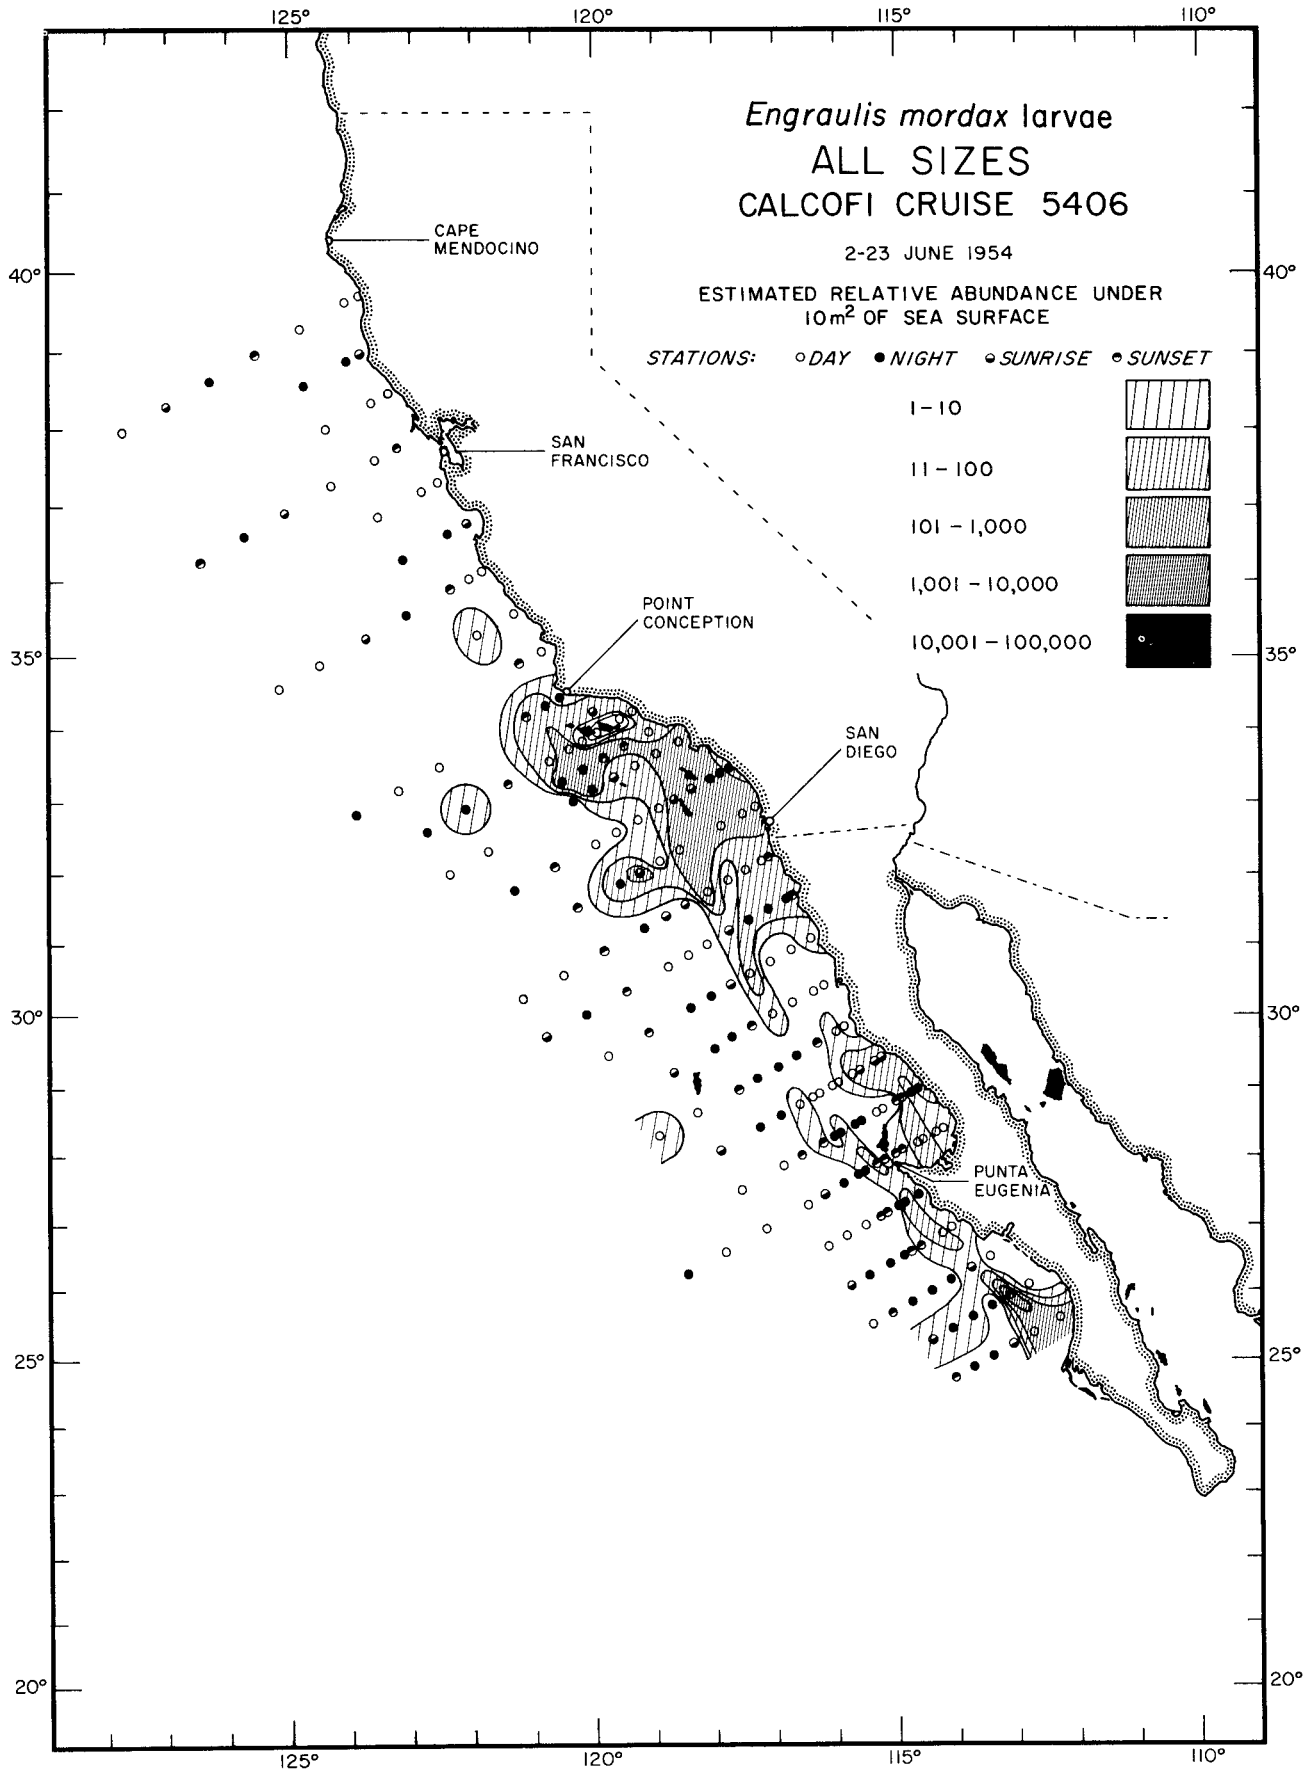 125° 120° 115° 110°
Engraulis mordax larvae
ALL SIZES
CALCOFI CRUISE 5406
2-23 JUNE 1954
ESTIMATED RELATIVE ABUNDANCE UNDER
10m² OF SEA SURFACE
STATIONS: DAY NIGHT SUNRISE SUNSET
1-10
11-100
101-1,000
1,001-10,000
10,001-100,000
CAPE
MENDOCINO
40° 40°
SAN
FRANCISCO
POINT
CONCEPTION
35° 35°
SAN
DIEGO
30° 30°
PUNTA
EUGENIA
25° 25°
20° 20°
125° 120° 115° 110°